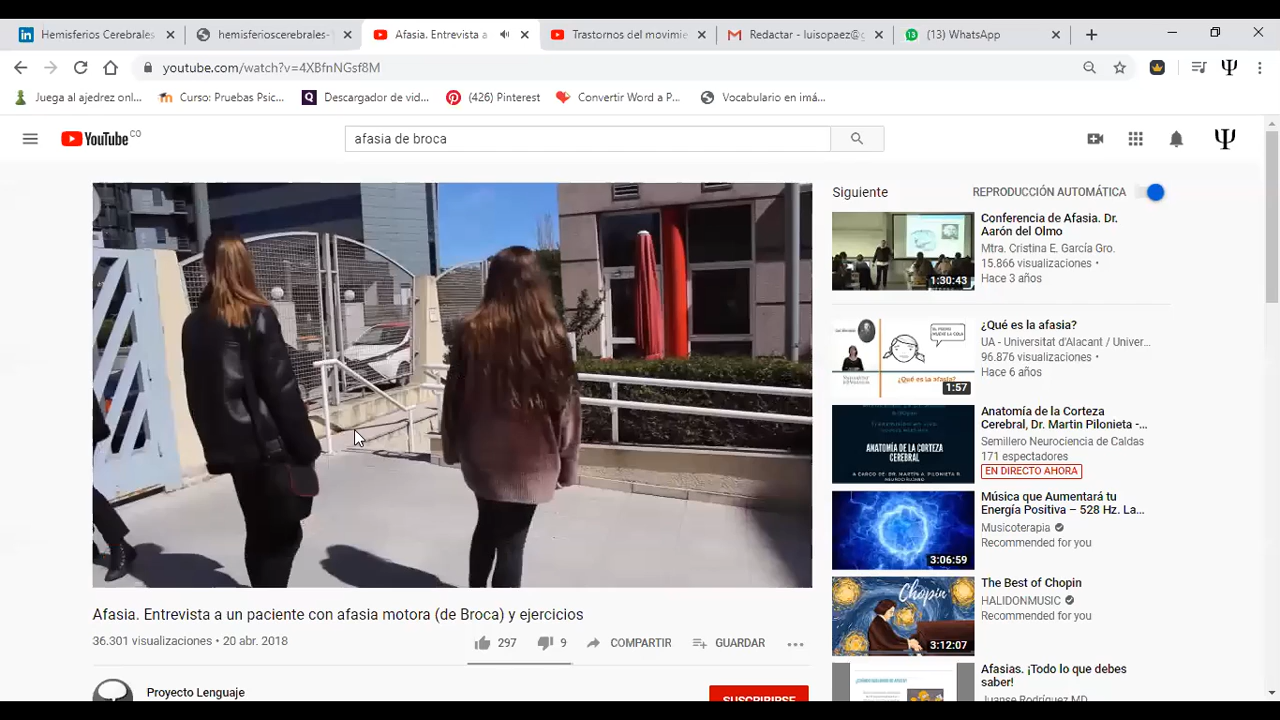 Hemisferios Cerebrales
hemisferioscerebrales-
Afasia. Entrevista a
Trastornos del movimie
Redactar - luisopaez@g
(13) WhatsApp
youtube.com/watch?v=4XBfnNGsf8M
Juega al ajedrez onl...
Curso: Pruebas Psic...
Descargador de vid...
(426) Pinterest
Convertir Word a P...
Vocabulario en imá...
YouTube CO
afasia de broca
Siguiente
REPRODUCCIÓN AUTOMÁTICA
Conferencia de Afasia. Dr.
Aarón del Olmo
Mtra. Cristina E. García Gro.
15.866 visualizaciones •
Hace 3 años
1:30:43
¿Qué es la afasia?
UA - Universitat d'Alacant / Univer...
96.876 visualizaciones •
Hace 6 años
¿Qué es la afasia?
1:57
Anatomía de la Corteza
Cerebral, Dr. Martin Pilonieta -...
Semillero Neurociencia de Caldas
171 espectadores
EN DIRECTO AHORA
ANATOMÍA DE LA CORTEZA
CEREBRAL
Música que Aumentará tu
Energía Positiva – 528 Hz. La...
Musicoterapia
Recommended for you
3:06:59
The Best of Chopin
HALIDONMUSIC
Recommended for you
Chopin
3:12:07
Afasias. ¡Todo lo que debes
saber!
Juanse Rodríguez MD
Afasia. Entrevista a un paciente con afasia motora (de Broca) y ejercicios
36.301 visualizaciones • 20 abr. 2018
297
9
COMPARTIR
GUARDAR
Proyecto Lenguaje
SUSCRIBIRSE